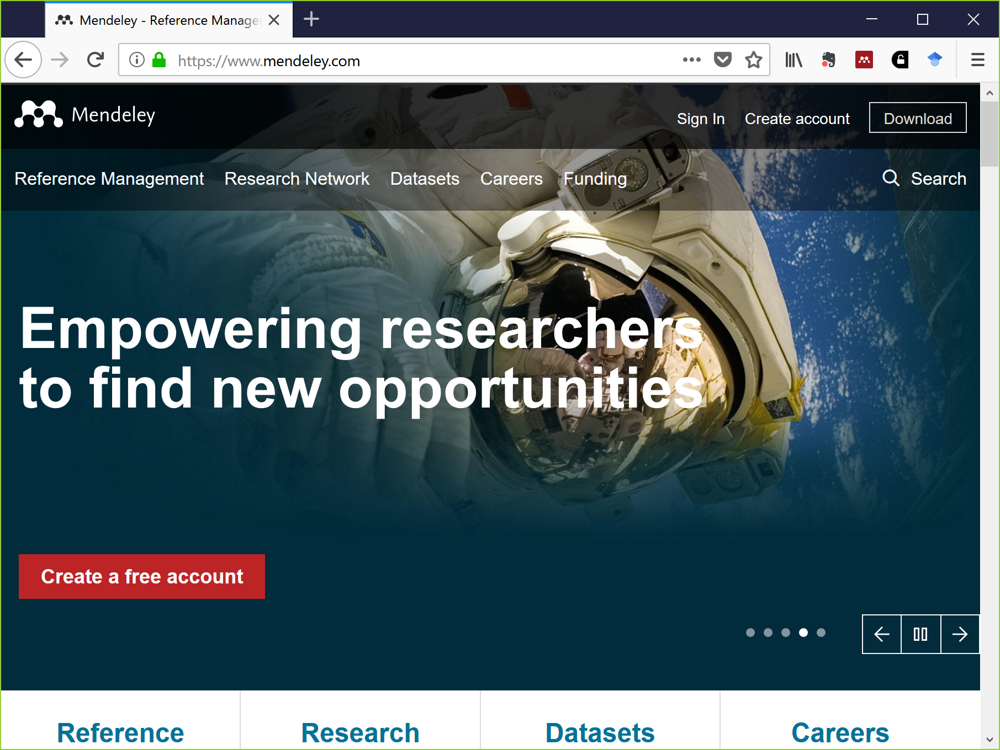 Mendeley - Reference Manage
https://www.mendeley.com
Mendeley
Sign In Create account Download
Reference Management Research Network Datasets Careers Funding Search
Empowering researchers
to find new opportunities
Create a free account
Reference Research Datasets Careers